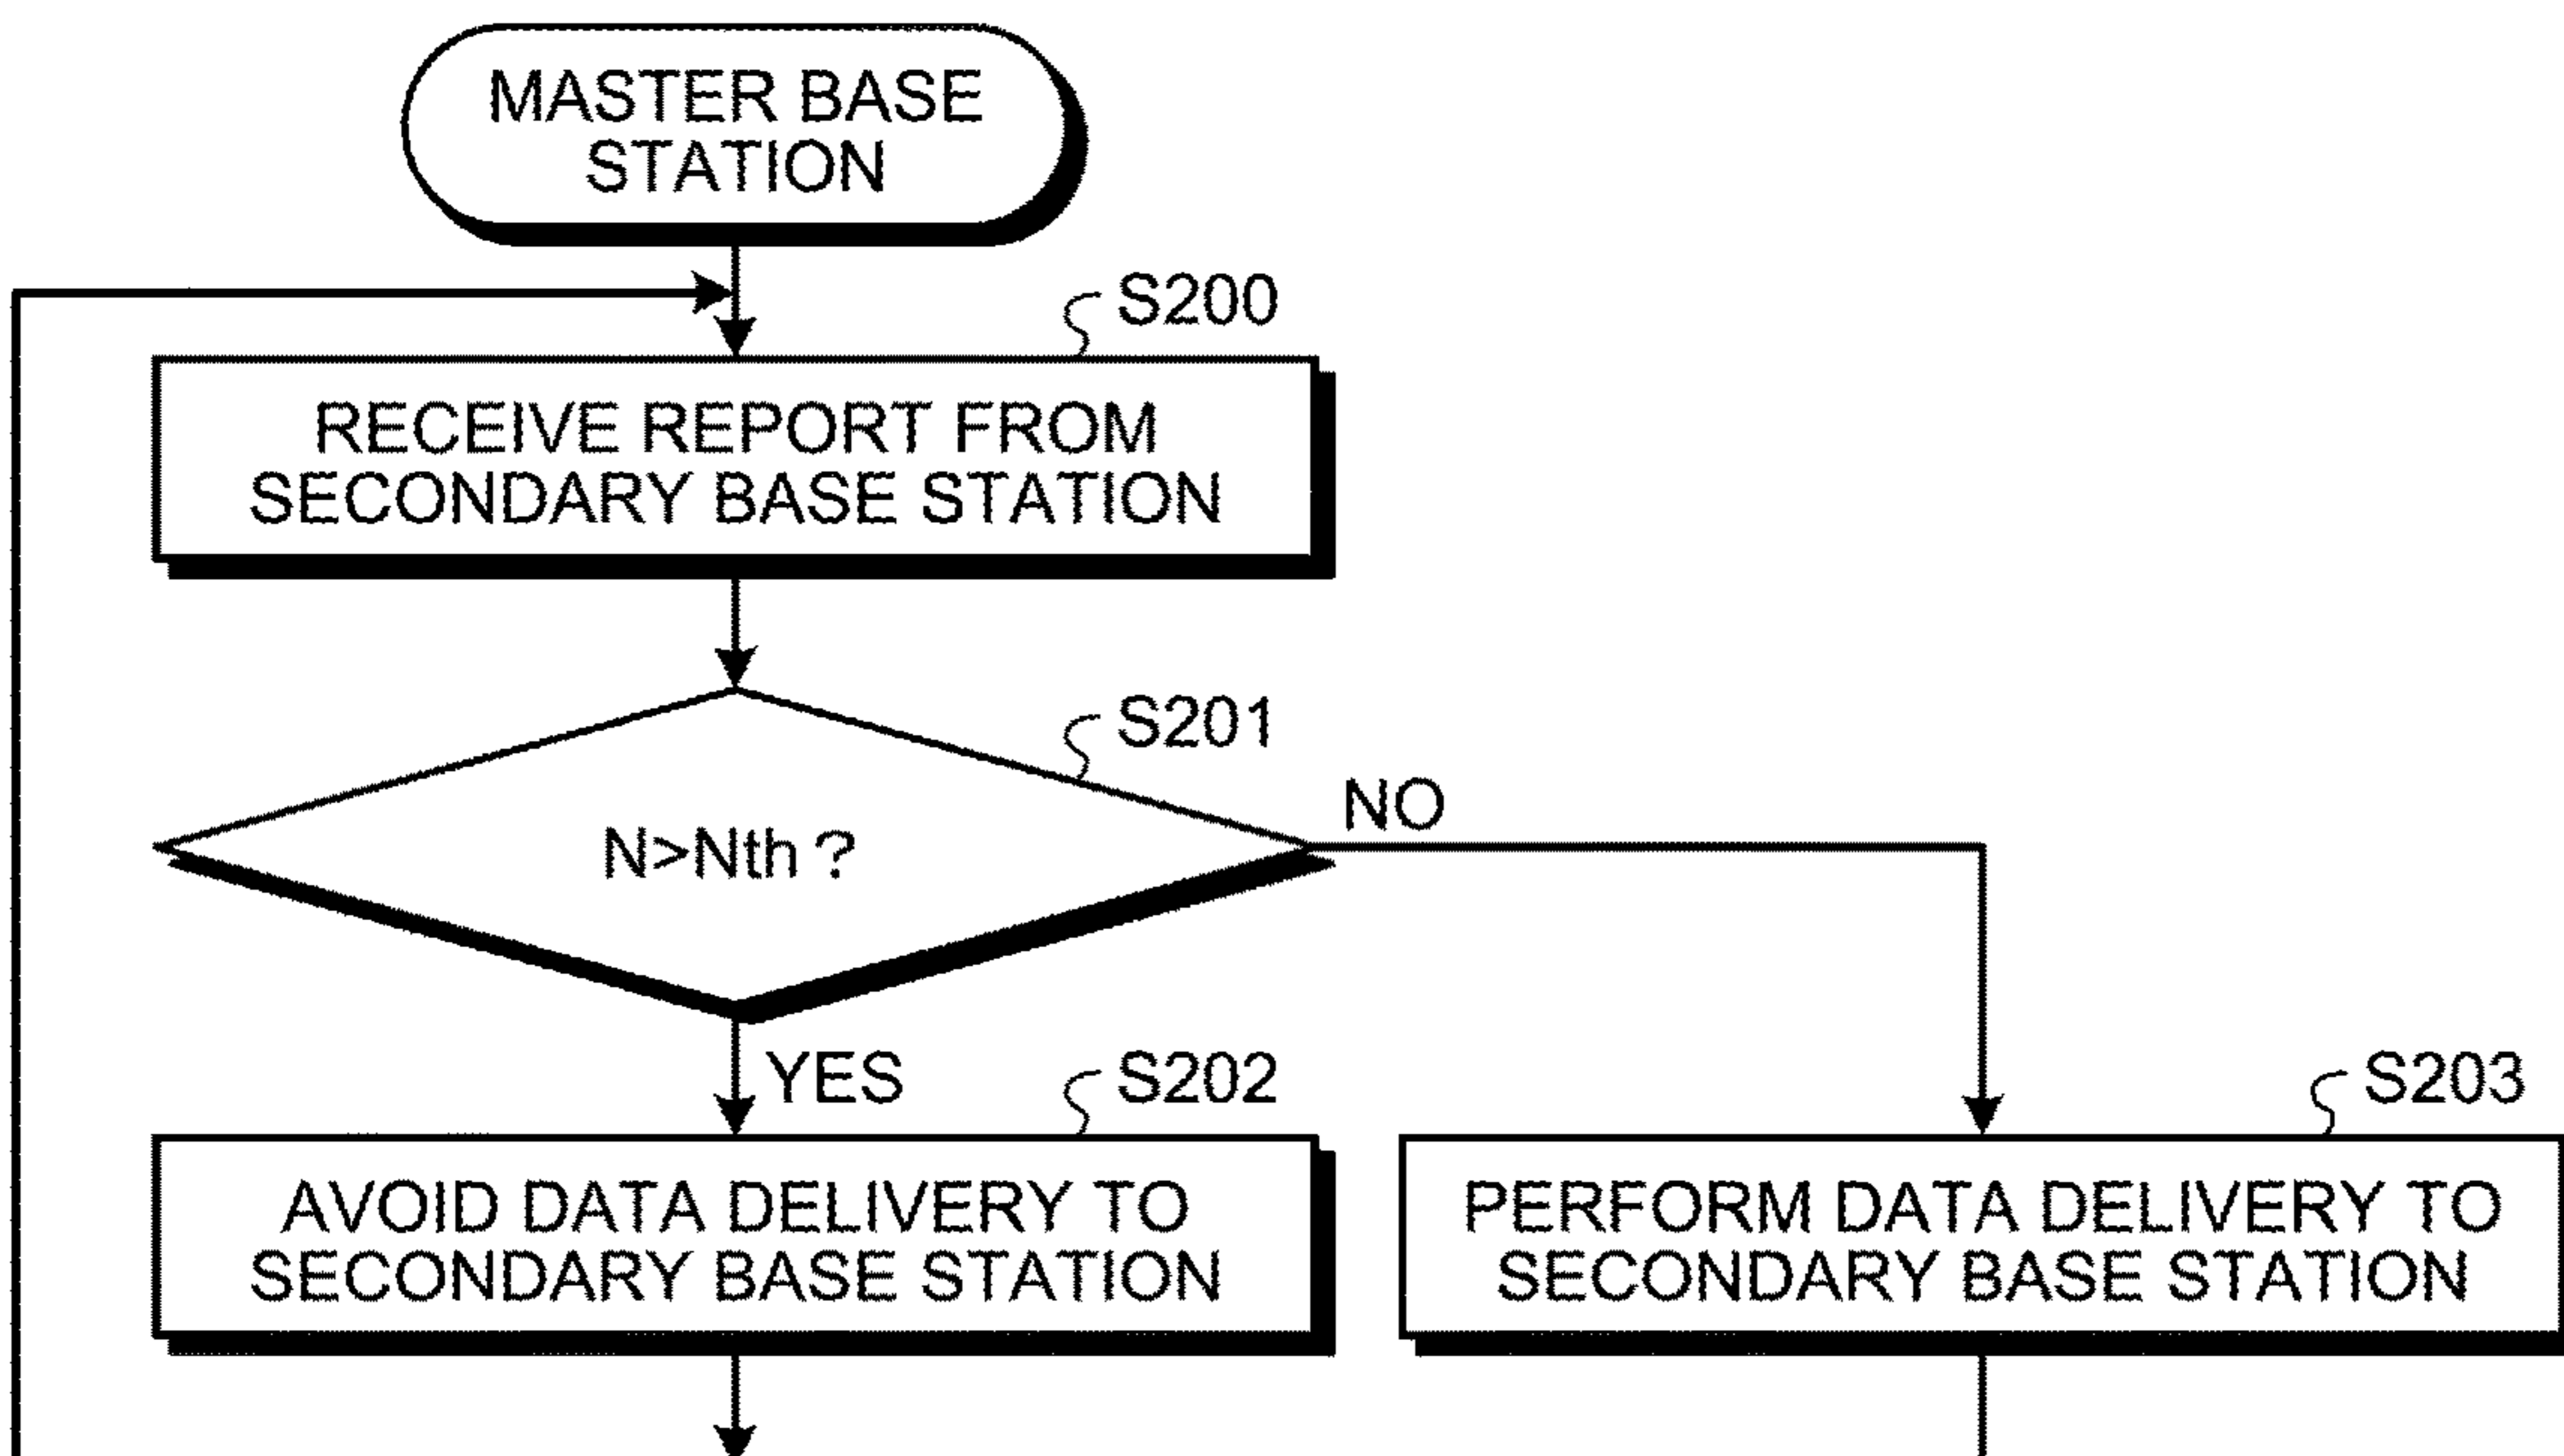 MASTER BASE
STATION
S200
RECEIVE REPORT FROM
SECONDARY BASE STATION
S201
N>Nth ?
NO
YES
S202
S203
AVOID DATA DELIVERY TO
SECONDARY BASE STATION
PERFORM DATA DELIVERY TO
SECONDARY BASE STATION